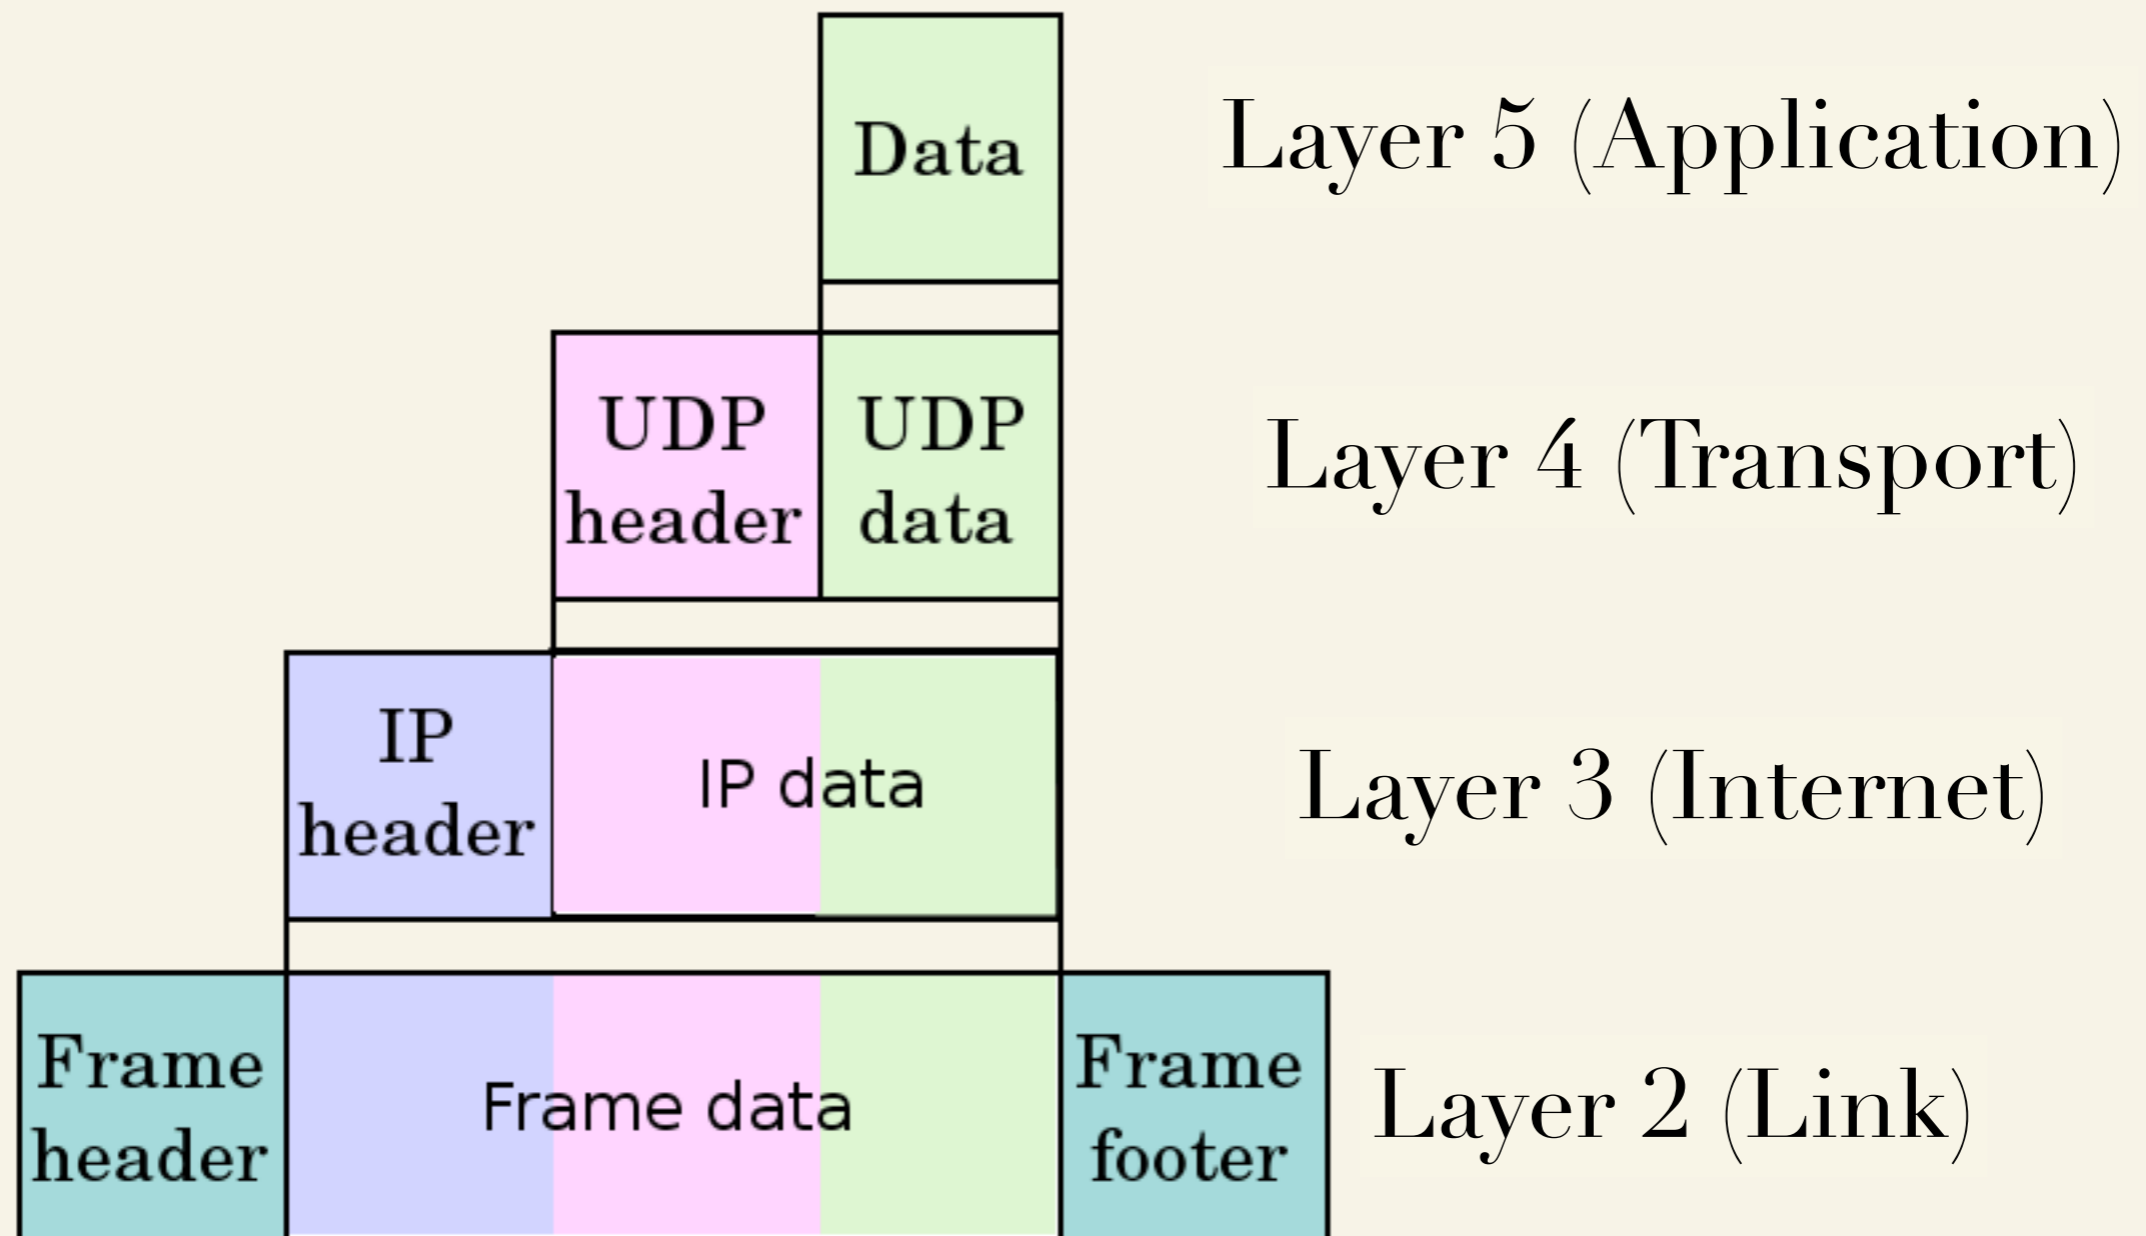 Data
Layer 5 (Application)
UDP
header
UDP
data
Layer 4 (Transport)
IP
header
IP data
Layer 3 (Internet)
Frame
header
Frame data
Frame
footer
Layer 2 (Link)